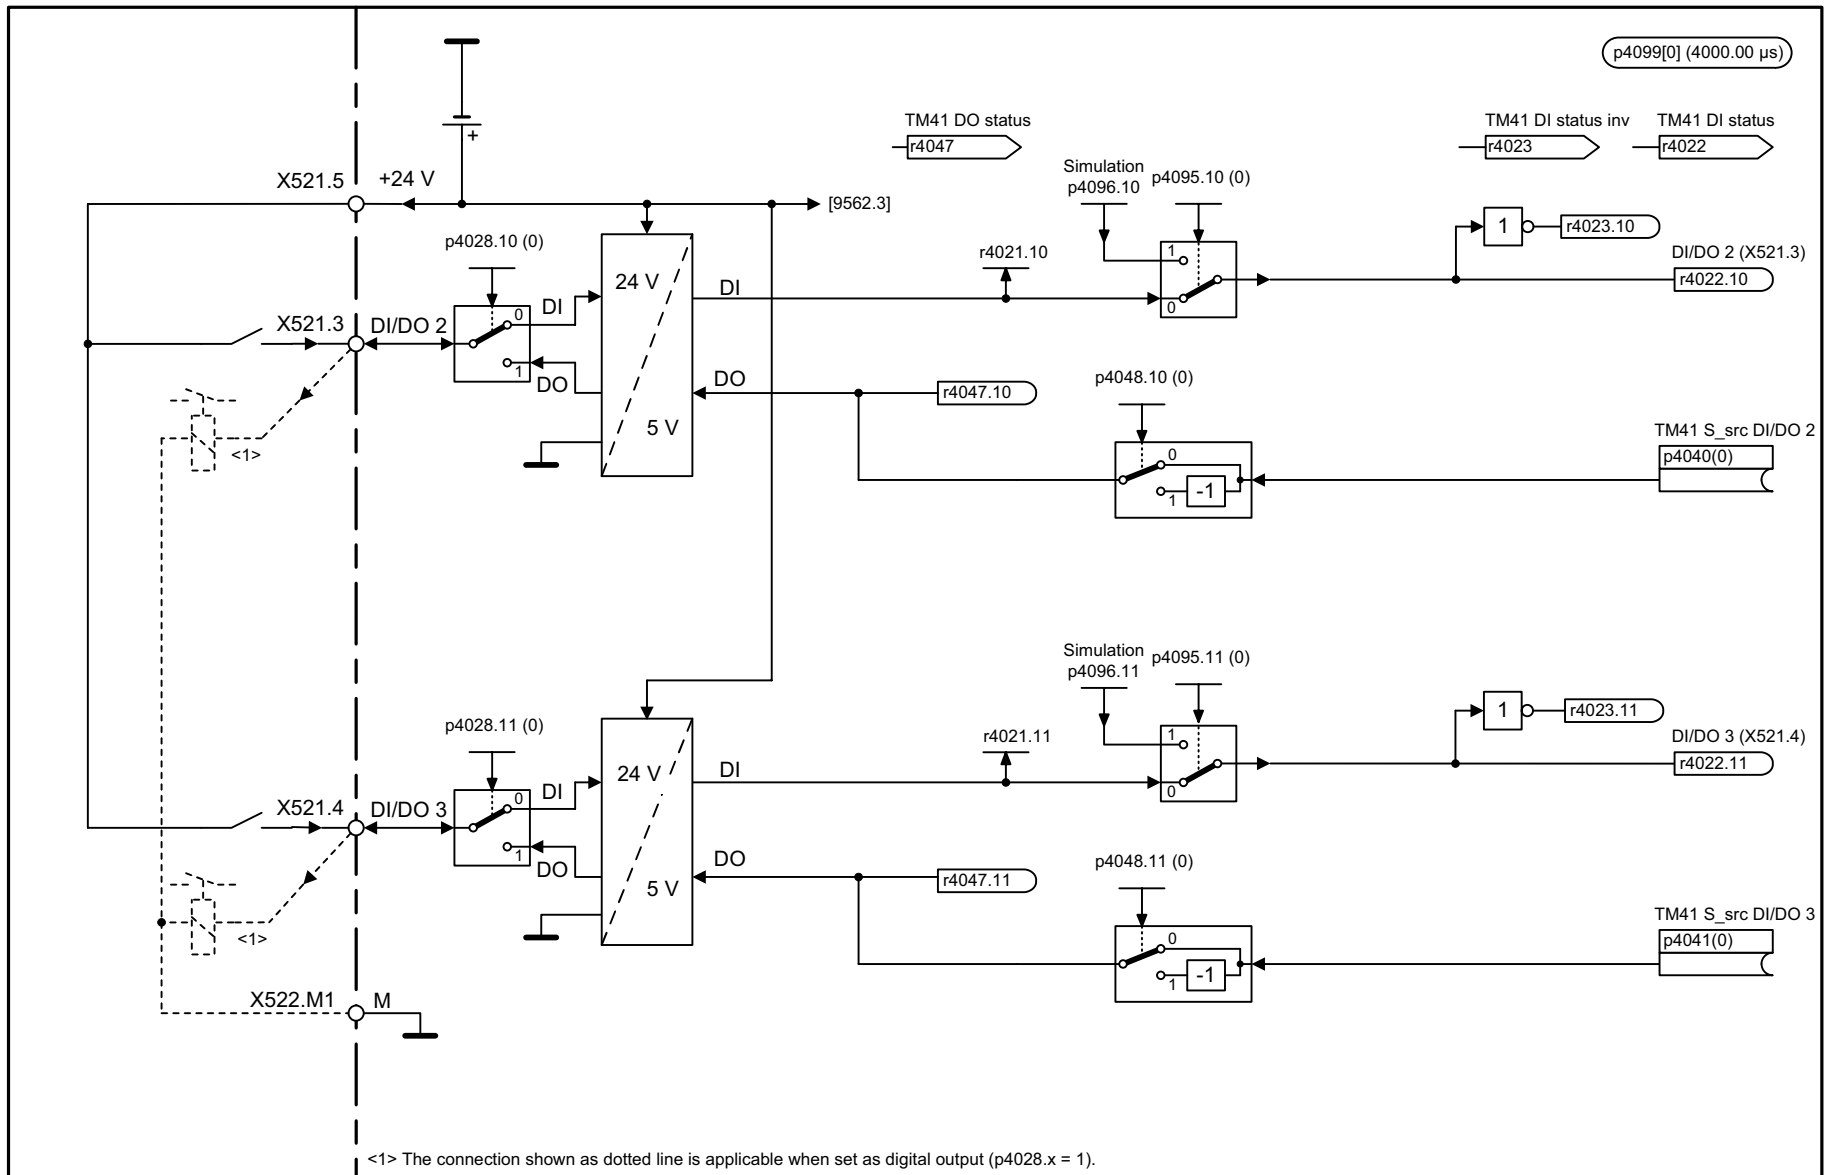 p4099[0] (4000.00 µs)
TM41 DO status
r4047
TM41 DI status inv
r4023
TM41 DI status
r4022
+
X521.5
+24 V
[9562.3]
Simulation
p4096.10
p4095.10 (0)
p4028.10 (0)
r4021.10
1
0
1
r4023.10
DI/DO 2 (X521.3)
r4022.10
24 V
DI
DI
0
X521.3
DI/DO 2
1
DO
DO
r4047.10
5 V
<1>
p4048.10 (0)
0
1
-1
TM41 S_src DI/DO 2
p4040(0)
Simulation
p4096.11
p4095.11 (0)
p4028.11 (0)
r4021.11
1
0
1
r4023.11
DI/DO 3 (X521.4)
r4022.11
24 V
DI
DI
0
X521.4
DI/DO 3
1
DO
DO
r4047.11
5 V
<1>
p4048.11 (0)
0
1
-1
TM41 S_src DI/DO 3
p4041(0)
X522.M1
M
<1> The connection shown as dotted line is applicable when set as digital output (p4028.x = 1).